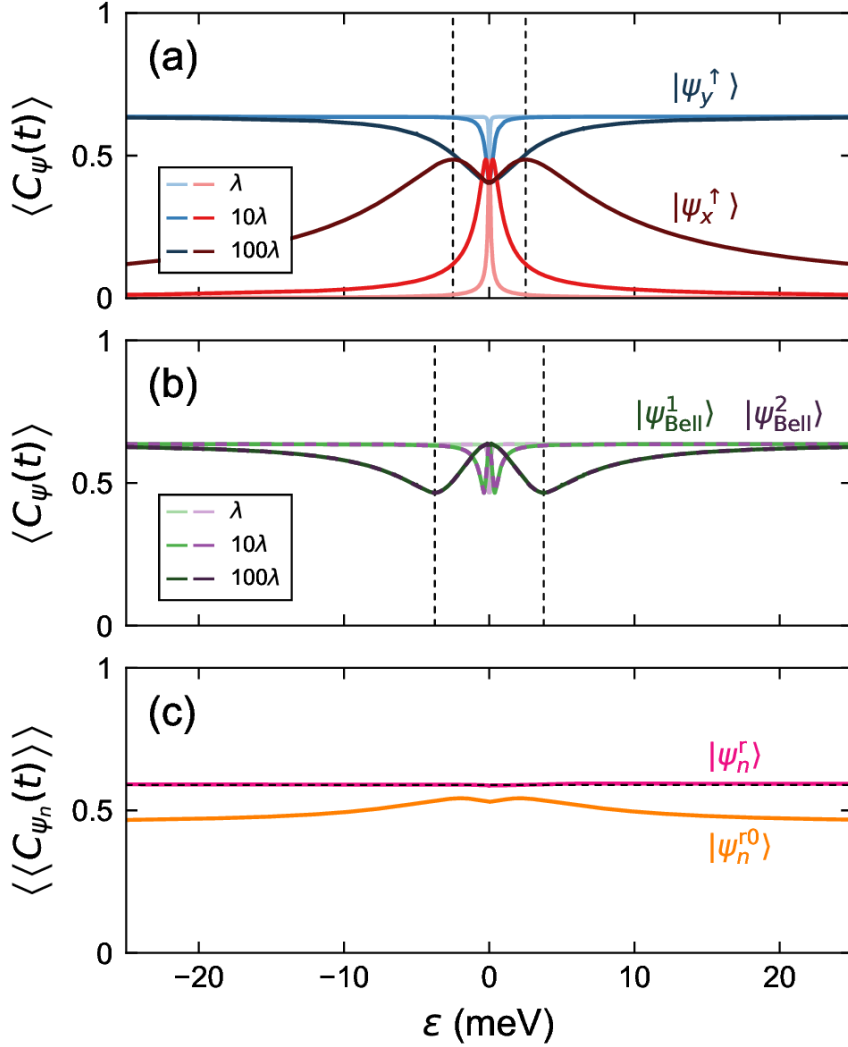 1
(a)
|ψ_y^↑⟩
⟨C_ψ(t)⟩
0.5
λ
10λ
100λ
|ψ_x^↑⟩
0
1
(b)
|ψ_Bell^1⟩ |ψ_Bell^2⟩
⟨C_ψ(t)⟩
0.5
λ
10λ
100λ
0
1
(c)
|ψ_n^r⟩
⟨⟨C_ψ_n(t)⟩⟩
0.5
|ψ_n^r0⟩
0
−20 −10 0 10 20
ε (meV)